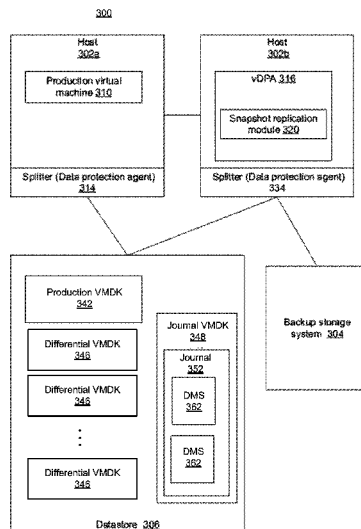 300
Host
302a
Production virtual
machine 310
Splitter (Data protection agent)
314
Host
302b
vDPA 316
Snapshot replication
module 320
Splitter (Data protection agent)
334
Production VMDK
342
Differential VMDK
346
Differential VMDK
346
Differential VMDK
346
Journal VMDK
348
Journal
352
DMS
362
DMS
362
Datastore 306
Backup storage
system 304